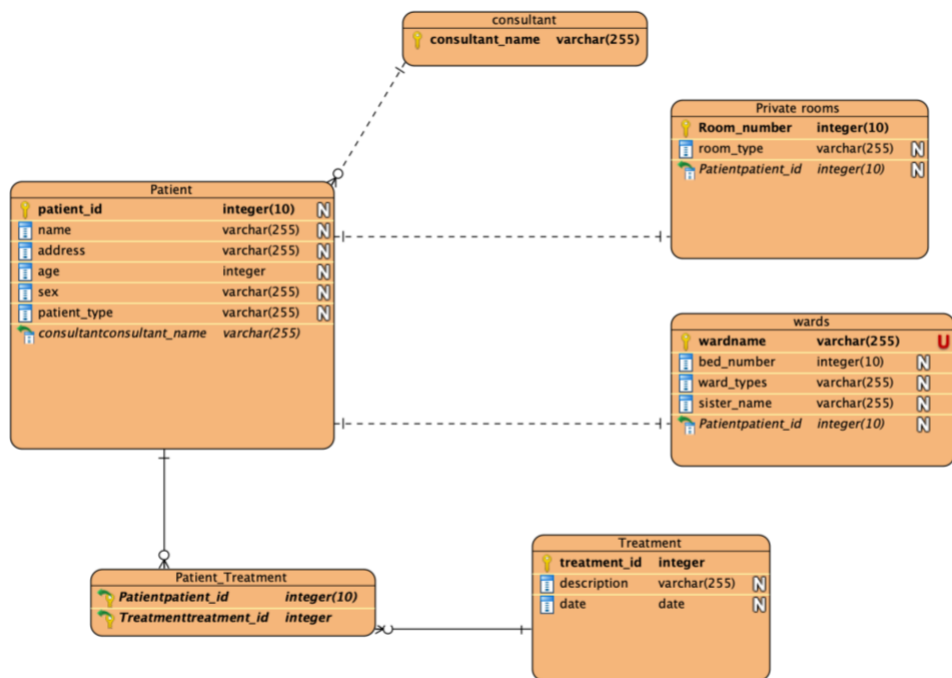 consultant
consultant_name varchar(255)
Private rooms
Room_number integer(10)
room_type varchar(255) N
Patientpatient_id integer(10) N
Patient
patient_id integer(10) N
name varchar(255) N
address varchar(255) N
age integer N
sex varchar(255) N
patient_type varchar(255) N
consultantconsultant_name varchar(255)
wards
wardname varchar(255) U
bed_number integer(10) N
ward_types varchar(255) N
sister_name varchar(255) N
Patientpatient_id integer(10) N
Patient_Treatment
Patientpatient_id integer(10)
Treatmenttreatment_id integer
Treatment
treatment_id integer
description varchar(255) N
date date N